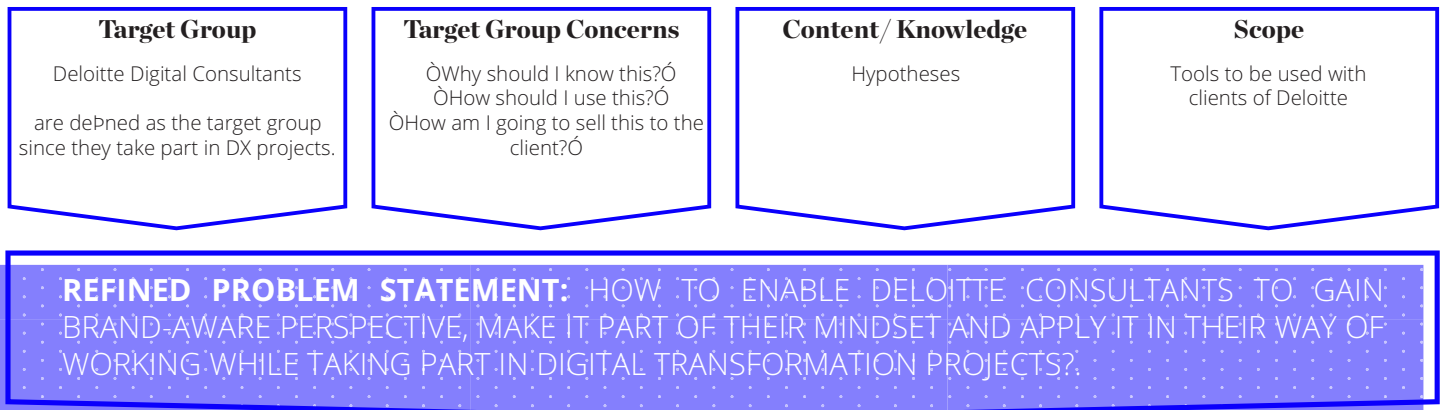 Target Group
Deloitte Digital Consultants
are deÞned as the target group
since they take part in DX projects.
Target Group Concerns
ÒWhy should I know this?Ó
ÒHow should I use this?Ó
ÒHow am I going to sell this to the
client?Ó
Content/ Knowledge
Hypotheses
Scope
Tools to be used with
clients of Deloitte
REFINED PROBLEM STATEMENT: HOW TO ENABLE DELOITTE CONSULTANTS TO GAIN
BRAND-AWARE PERSPECTIVE, MAKE IT PART OF THEIR MINDSET AND APPLY IT IN THEIR WAY OF
WORKING WHILE TAKING PART IN DIGITAL TRANSFORMATION PROJECTS?.